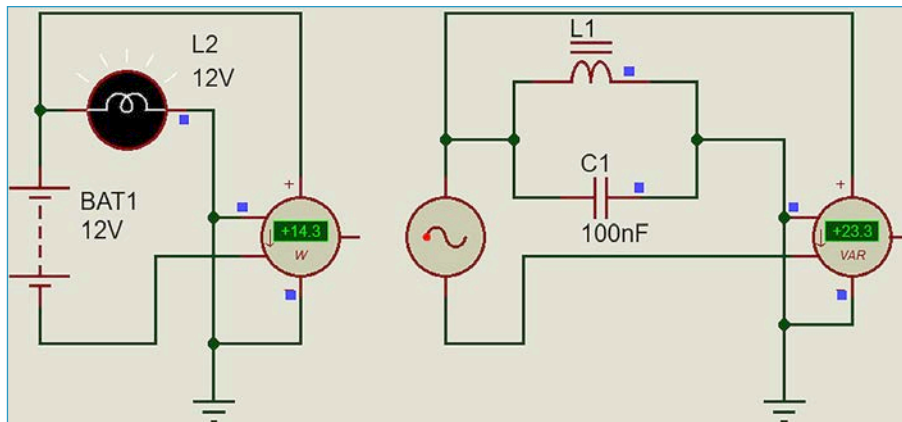 L2
12V
BAT1
12V
+
+14.3
W
L1
C1
100nF
+
+23.3
VAR